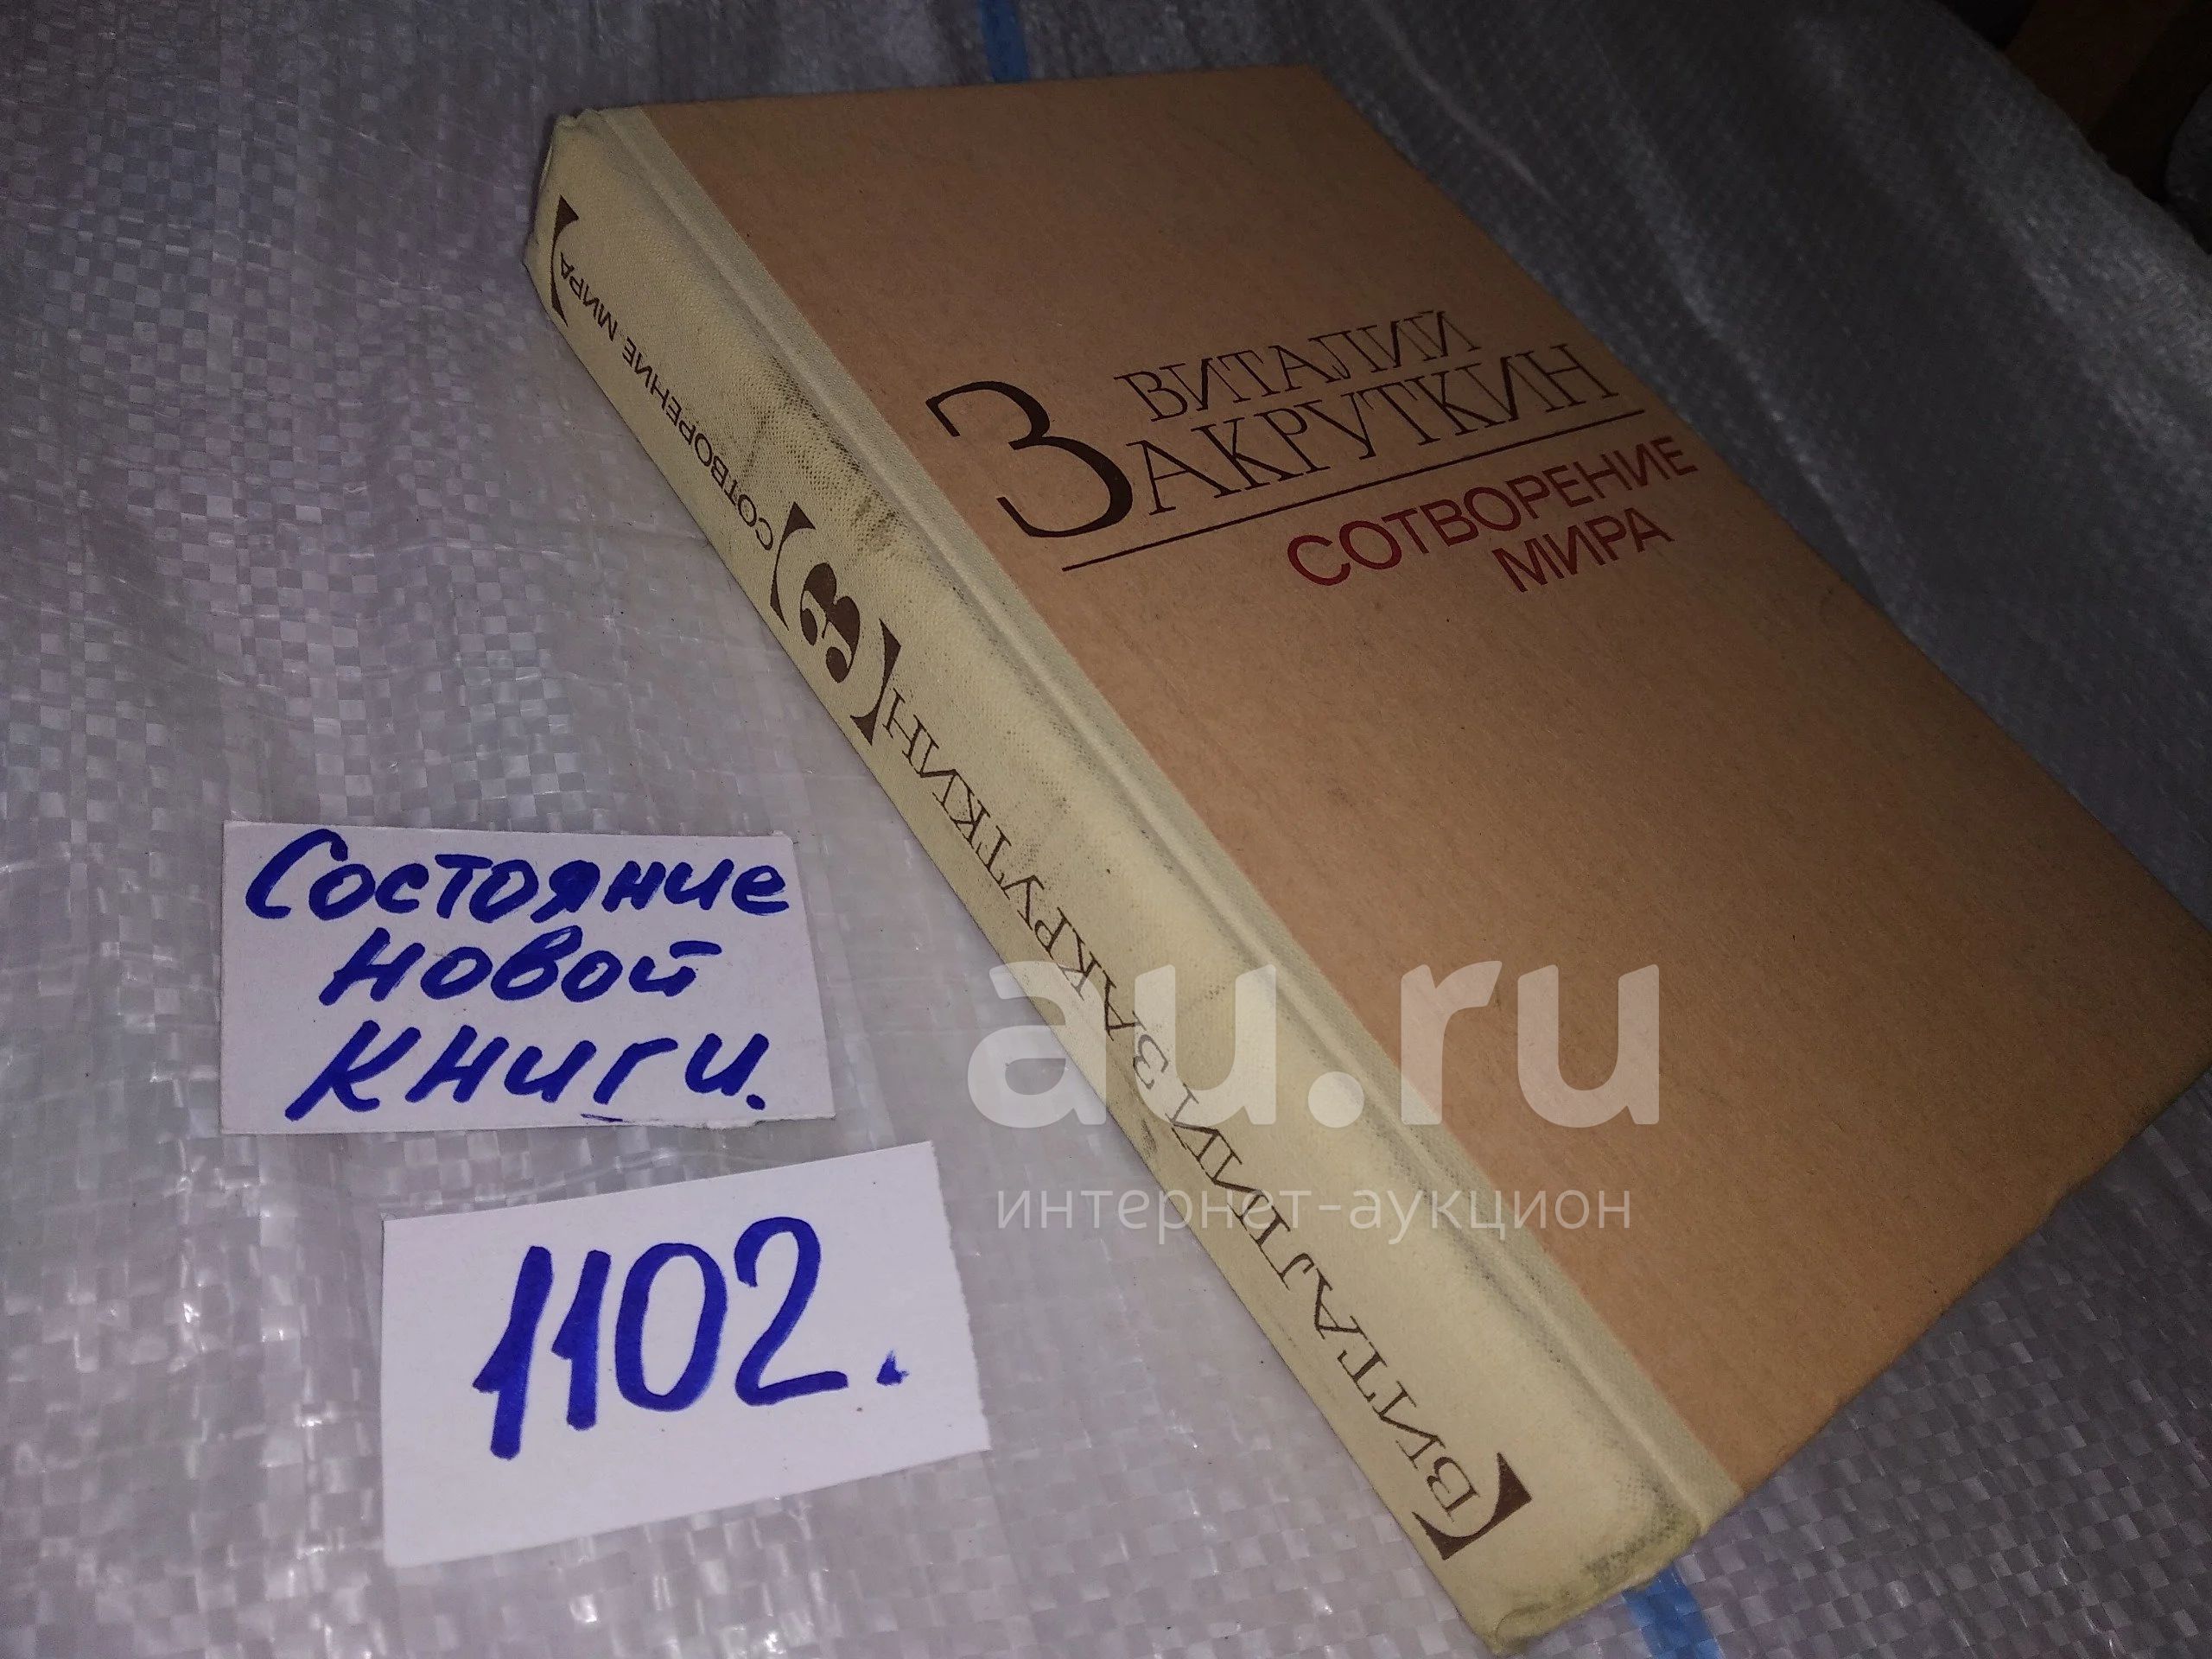 ВИТАЛИЙ
ЗАКРУТКИН
СОТВОРЕНИЕ
МИРА
ВИТАЛИЙ ЗАКРУТКИН
3
СОТВОРЕНИЕ МИРА
Состояние
новой
книги.
1102.
au.ru
интернет-аукцион